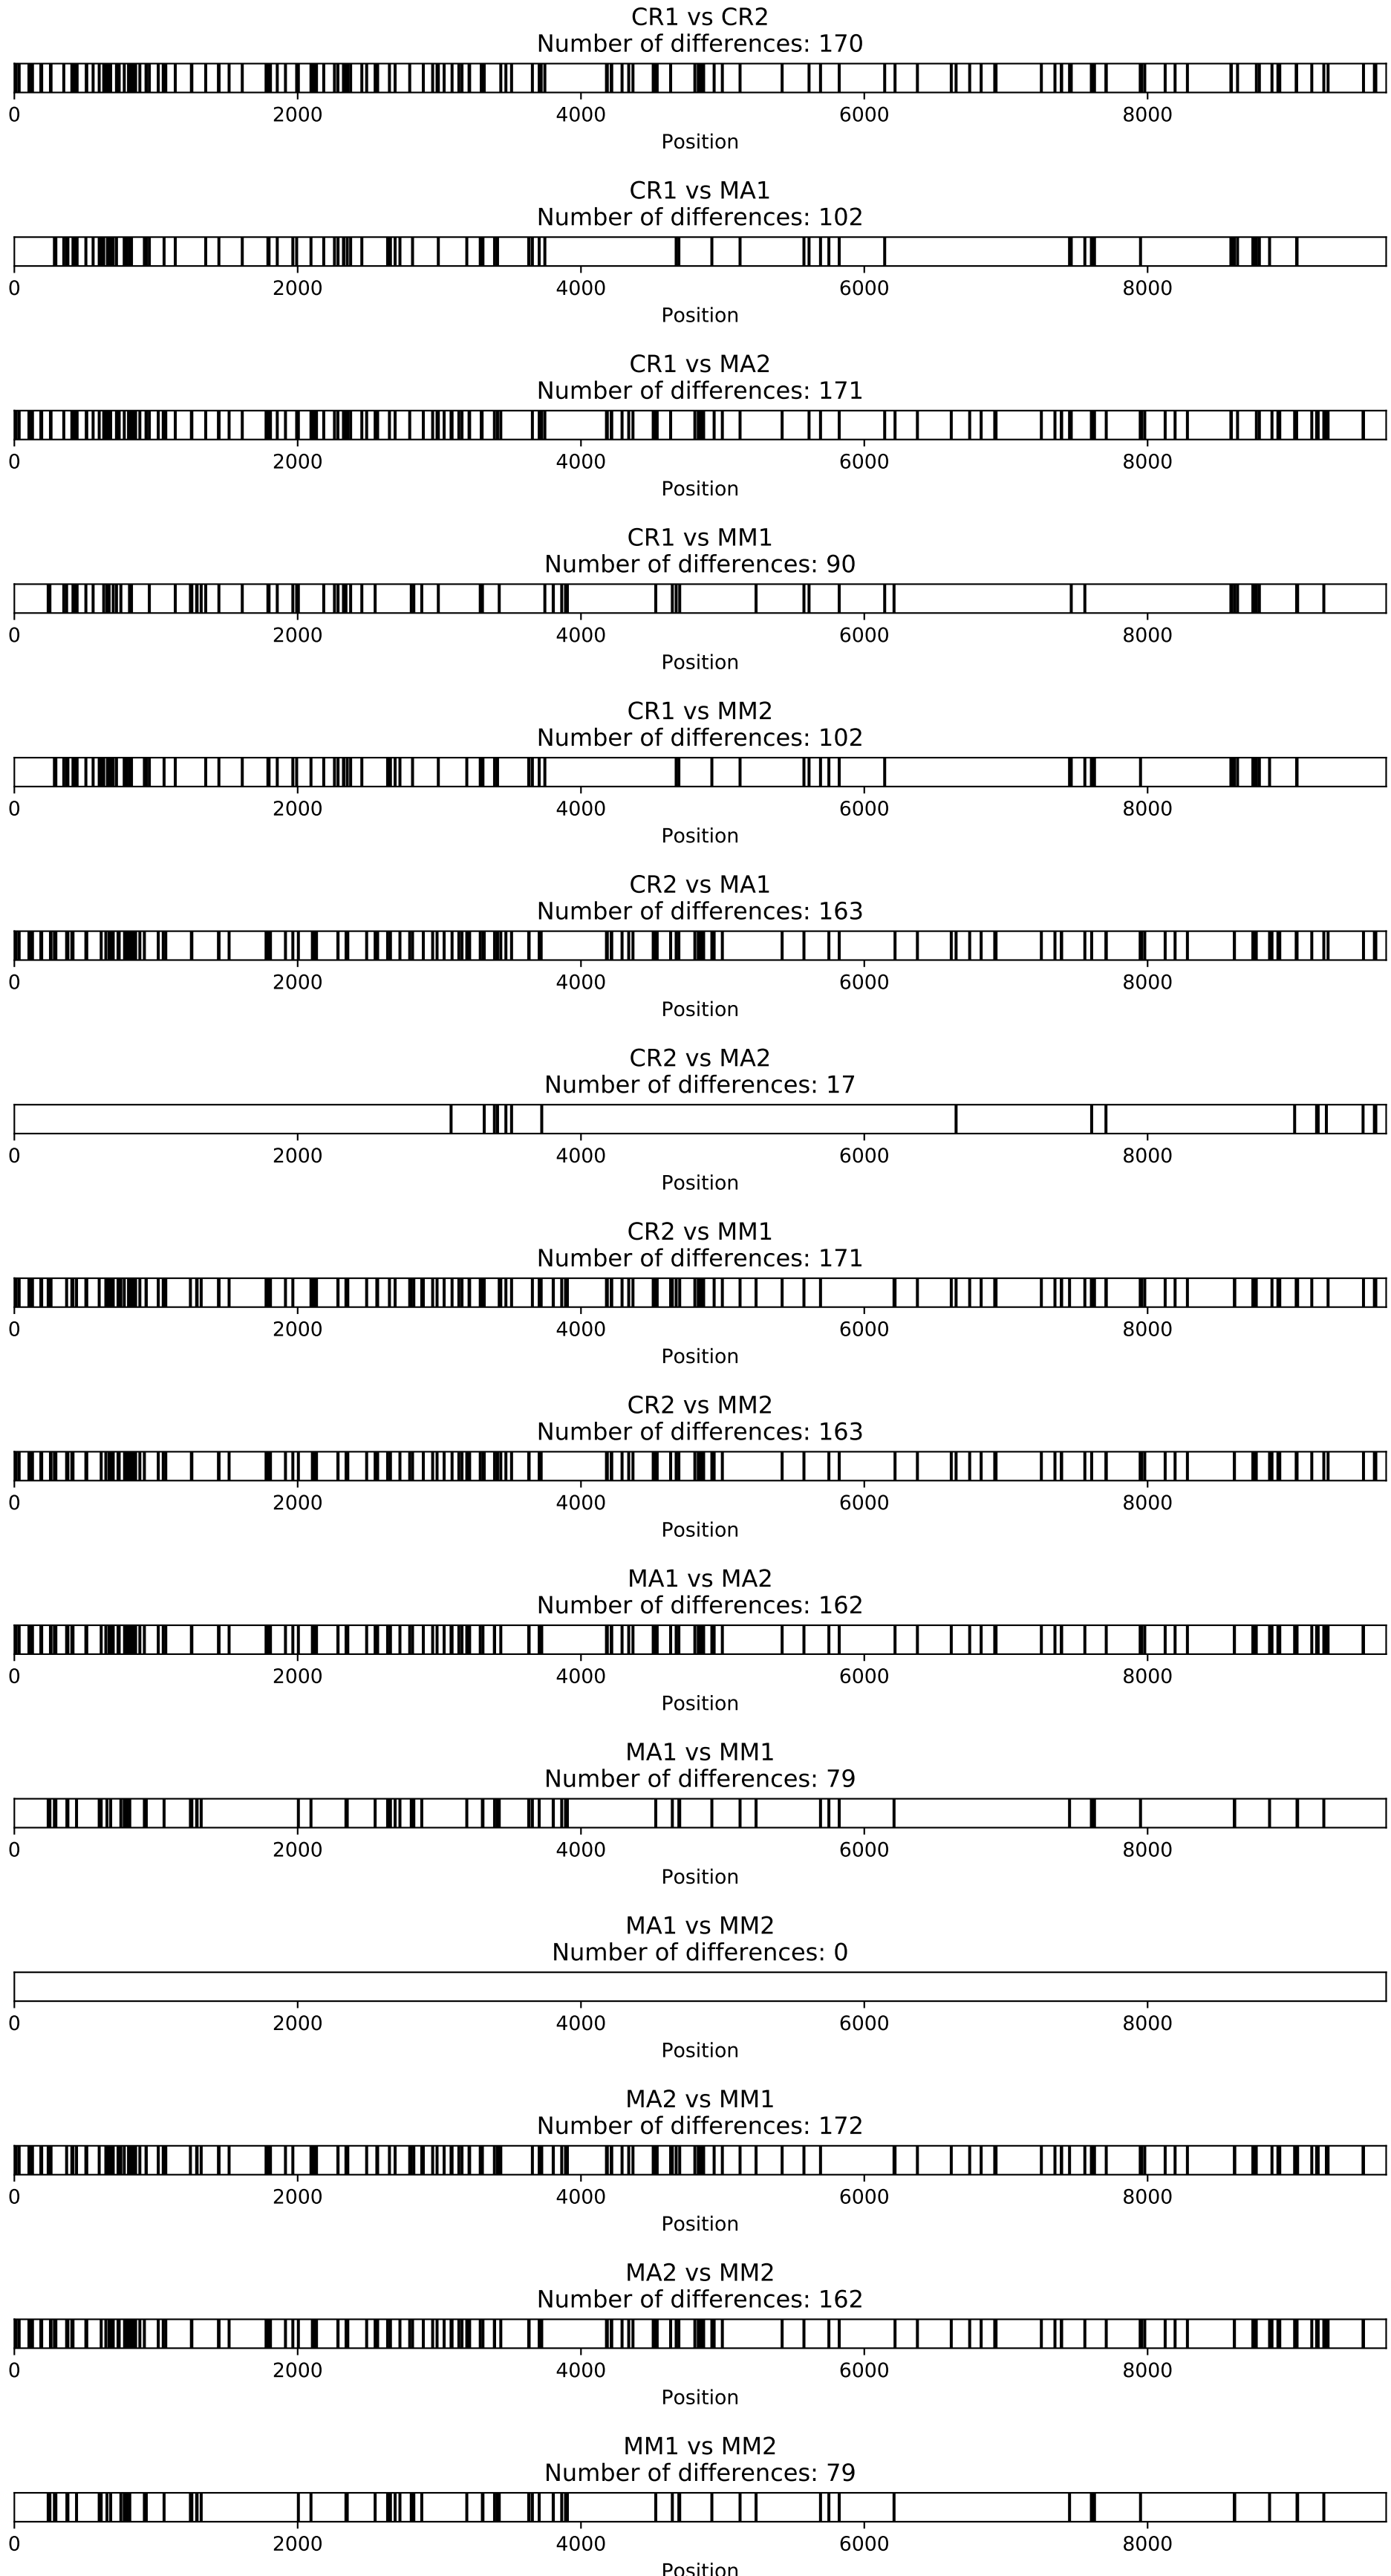 CR1 vs CR2
Number of differences: 170
0 2000 4000 6000 8000
Position
CR1 vs MA1
Number of differences: 102
0 2000 4000 6000 8000
Position
CR1 vs MA2
Number of differences: 171
0 2000 4000 6000 8000
Position
CR1 vs MM1
Number of differences: 90
0 2000 4000 6000 8000
Position
CR1 vs MM2
Number of differences: 102
0 2000 4000 6000 8000
Position
CR2 vs MA1
Number of differences: 163
0 2000 4000 6000 8000
Position
CR2 vs MA2
Number of differences: 17
0 2000 4000 6000 8000
Position
CR2 vs MM1
Number of differences: 171
0 2000 4000 6000 8000
Position
CR2 vs MM2
Number of differences: 163
0 2000 4000 6000 8000
Position
MA1 vs MA2
Number of differences: 162
0 2000 4000 6000 8000
Position
MA1 vs MM1
Number of differences: 79
0 2000 4000 6000 8000
Position
MA1 vs MM2
Number of differences: 0
0 2000 4000 6000 8000
Position
MA2 vs MM1
Number of differences: 172
0 2000 4000 6000 8000
Position
MA2 vs MM2
Number of differences: 162
0 2000 4000 6000 8000
Position
MM1 vs MM2
Number of differences: 79
0 2000 4000 6000 8000
Position